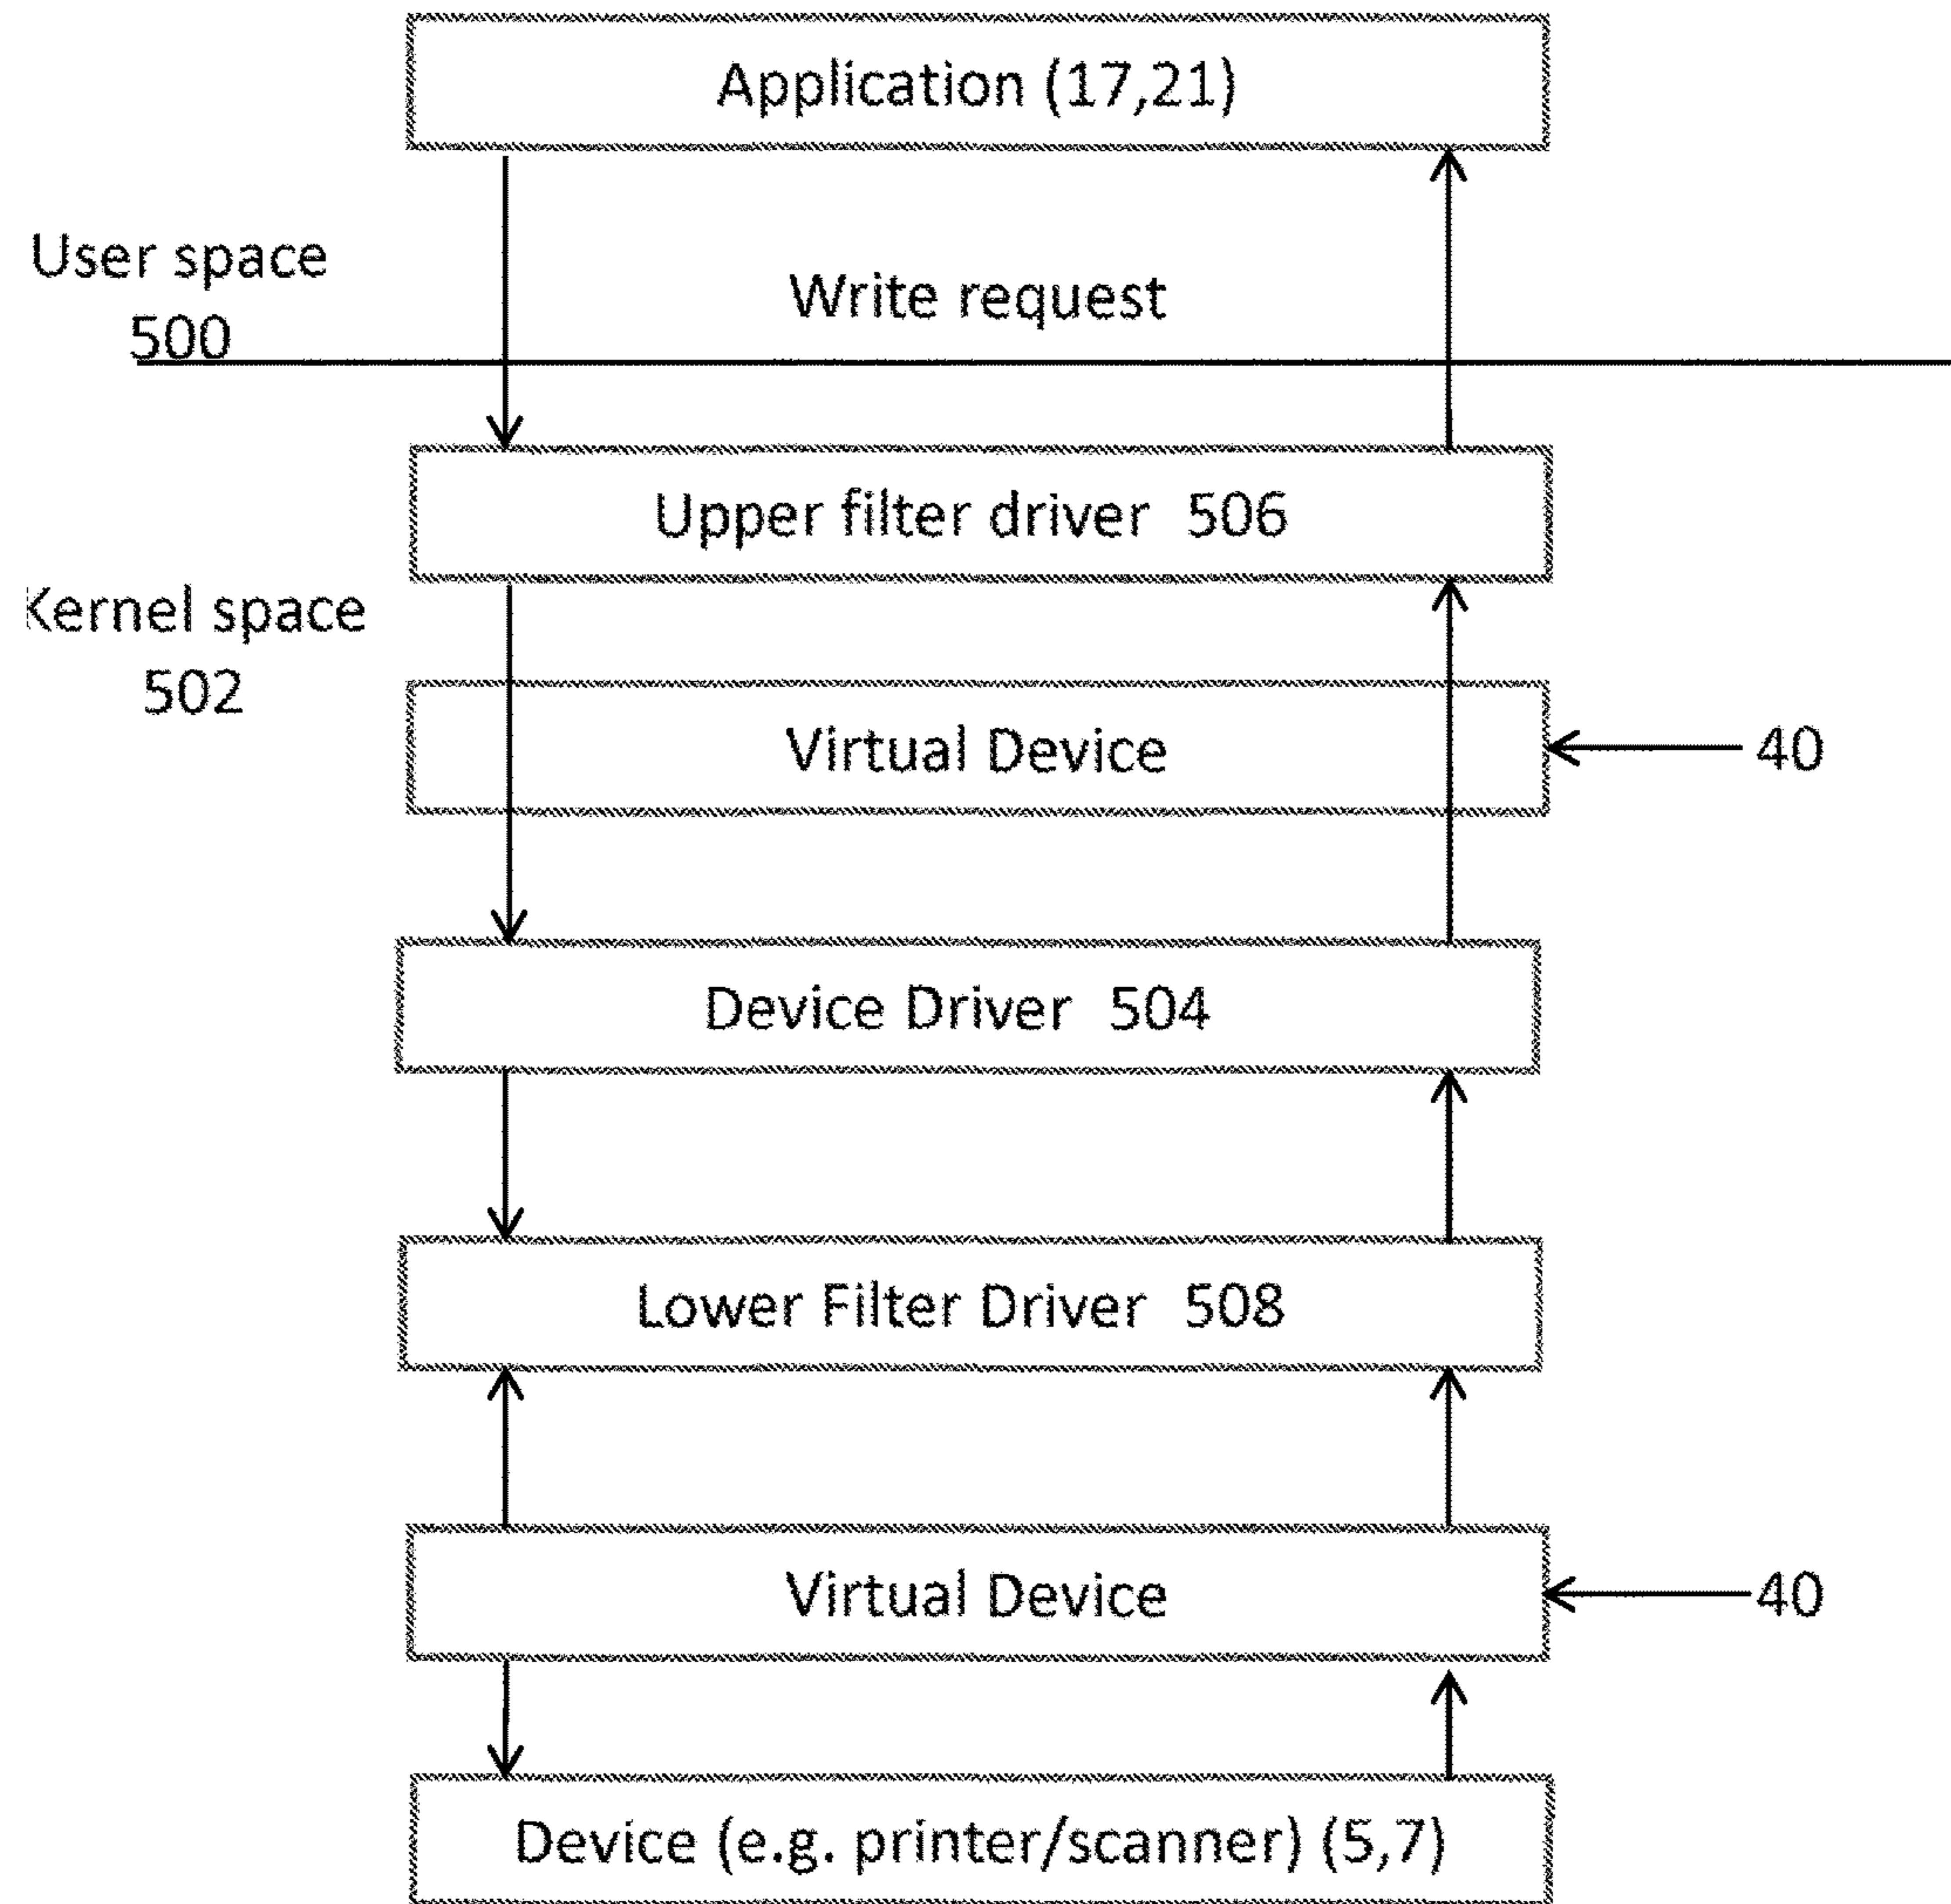 Application (17,21)
User space
500
Write request
Upper filter driver 506
Kernel space
502
Virtual Device
40
Device Driver 504
Lower Filter Driver 508
Virtual Device
40
Device (e.g. printer/scanner) (5,7)